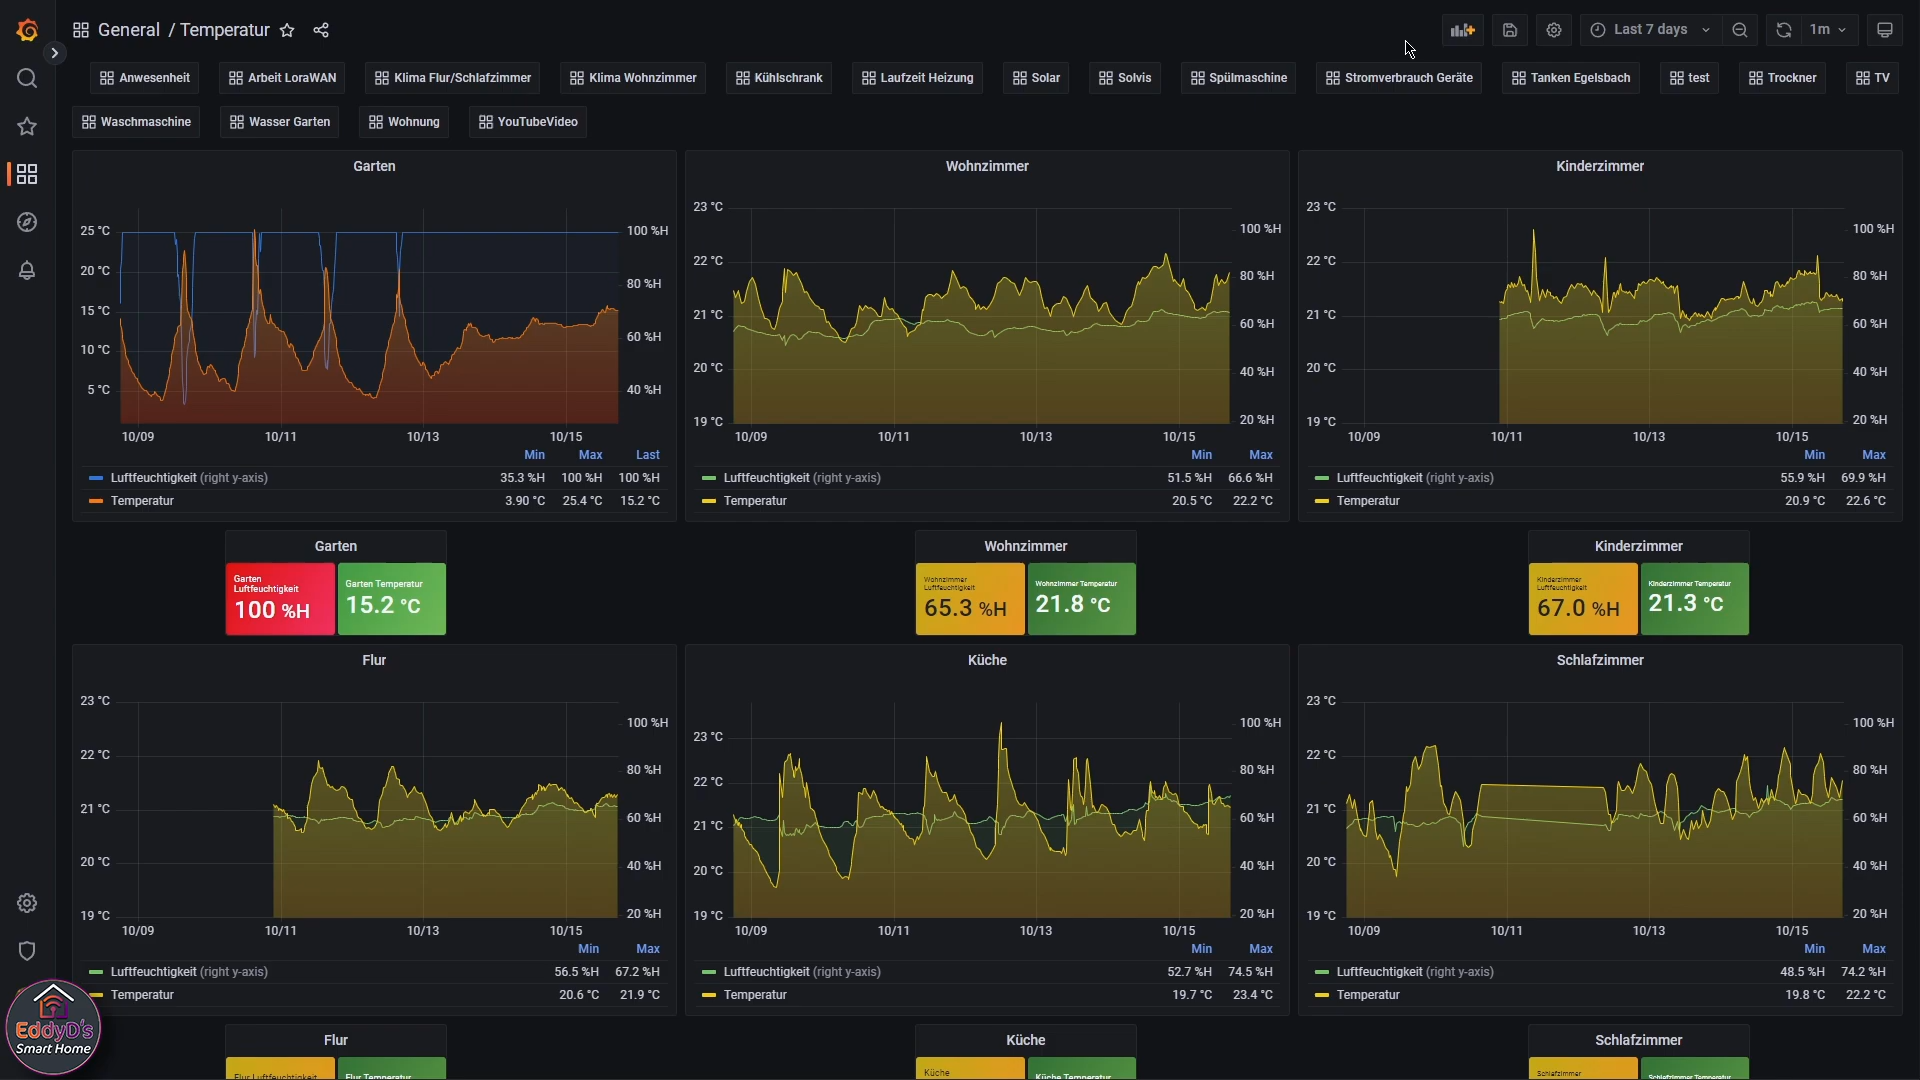 General / Temperatur
Last 7 days
1m
Anwesenheit
Arbeit LoraWAN
Klima Flur/Schlafzimmer
Klima Wohnzimmer
Kühlschrank
Laufzeit Heizung
Solar
Solvis
Spülmaschine
Stromverbrauch Geräte
Tanken Egelsbach
test
Trockner
TV
Waschmaschine
Wasser Garten
Wohnung
YouTubeVideo
Garten
25 °C
20 °C
15 °C
10 °C
5 °C
100 %H
80 %H
60 %H
40 %H
10/09 10/11 10/13 10/15
Min Max Last
Luftfeuchtigkeit (right y-axis) 35.3 %H 100 %H 100 %H
Temperatur 3.90 °C 25.4 °C 15.2 °C
Wohnzimmer
23 °C
22 °C
21 °C
20 °C
19 °C
100 %H
80 %H
60 %H
40 %H
20 %H
10/09 10/11 10/13 10/15
Min Max
Luftfeuchtigkeit (right y-axis) 51.5 %H 66.6 %H
Temperatur 20.5 °C 22.2 °C
Kinderzimmer
23 °C
22 °C
21 °C
20 °C
19 °C
100 %H
80 %H
60 %H
40 %H
20 %H
10/09 10/11 10/13 10/15
Min Max
Luftfeuchtigkeit (right y-axis) 55.9 %H 69.9 %H
Temperatur 20.9 °C 22.6 °C
Garten
Garten
Luftfeuchtigkeit
100 %H
Garten Temperatur
15.2 °C
Wohnzimmer
Wohnzimmer
Luftfeuchtigkeit
65.3 %H
Wohnzimmer Temperatur
21.8 °C
Kinderzimmer
Kinderzimmer
Luftfeuchtigkeit
67.0 %H
Kinderzimmer Temperatur
21.3 °C
Flur
23 °C
22 °C
21 °C
20 °C
19 °C
100 %H
80 %H
60 %H
40 %H
20 %H
10/09 10/11 10/13 10/15
Min Max
Luftfeuchtigkeit (right y-axis) 56.5 %H 67.2 %H
Temperatur 20.6 °C 21.9 °C
Küche
23 °C
22 °C
21 °C
20 °C
19 °C
100 %H
80 %H
60 %H
40 %H
20 %H
10/09 10/11 10/13 10/15
Min Max
Luftfeuchtigkeit (right y-axis) 52.7 %H 74.5 %H
Temperatur 19.7 °C 23.4 °C
Schlafzimmer
23 °C
22 °C
21 °C
20 °C
19 °C
100 %H
80 %H
60 %H
40 %H
20 %H
10/09 10/11 10/13 10/15
Min Max
Luftfeuchtigkeit (right y-axis) 48.5 %H 74.2 %H
Temperatur 19.8 °C 22.2 °C
EddyD's
Smart Home
Flur
Flur Luftfeuchtigkeit
Flur Temperatur
Küche
Küche
Küche Temperatur
Schlafzimmer
Schlafzimmer
Schlafzimmer Temperatur